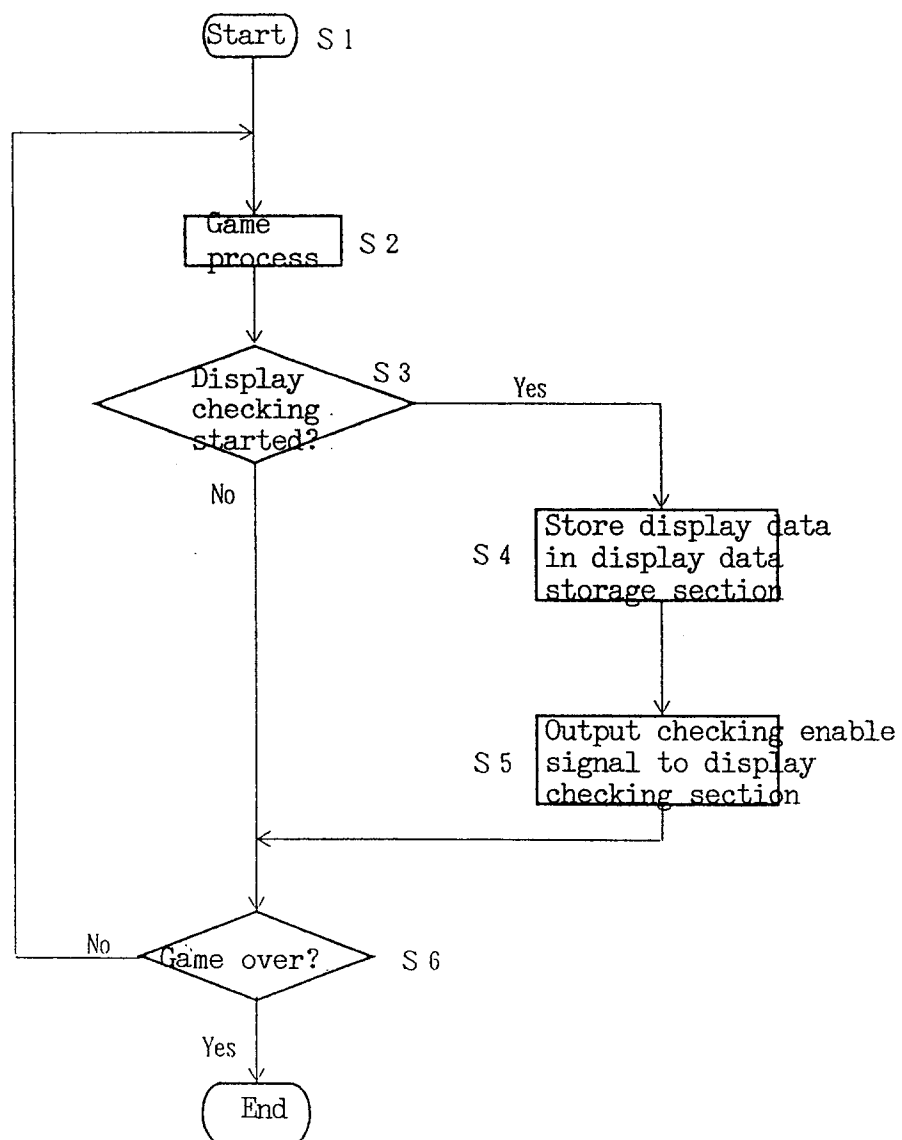 Start S 1
Game
process
S 2
Display
checking
started?
S 3
Yes
No
Store display data
in display data
storage section
S 4
Output checking enable
signal to display
checking section
S 5
No
Game over?
S 6
Yes
End